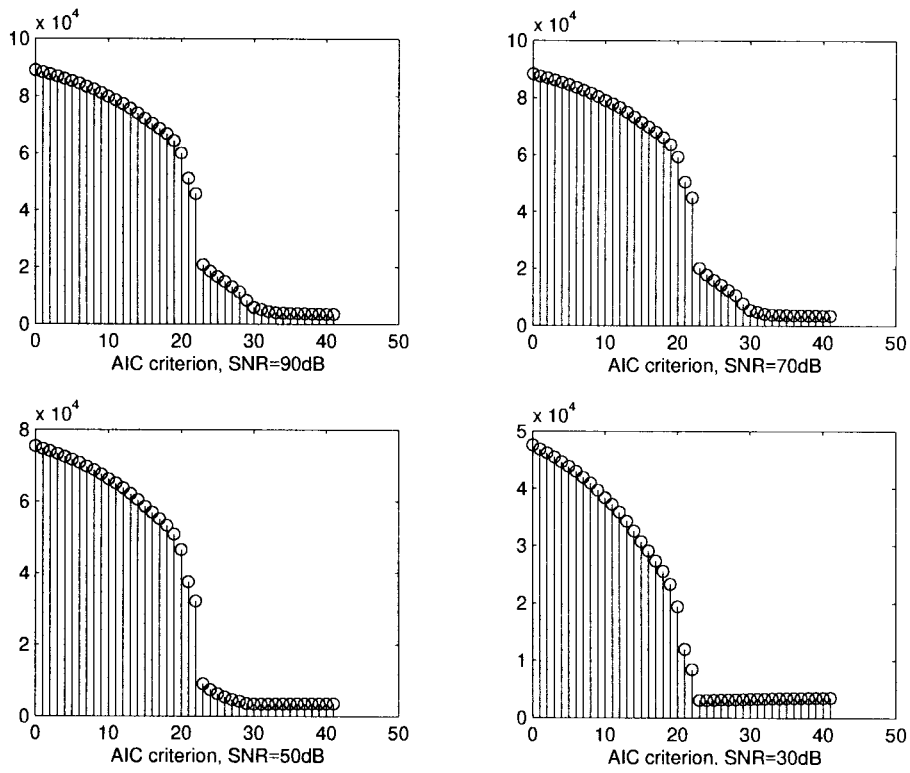 x 10^4
10
8
6
4
2
0
0 10 20 30 40 50
AIC criterion, SNR=90dB
x 10^4
10
8
6
4
2
0
0 10 20 30 40 50
AIC criterion, SNR=70dB
x 10^4
8
6
4
2
0
0 10 20 30 40 50
AIC criterion, SNR=50dB
x 10^4
5
4
3
2
1
0
0 10 20 30 40 50
AIC criterion, SNR=30dB